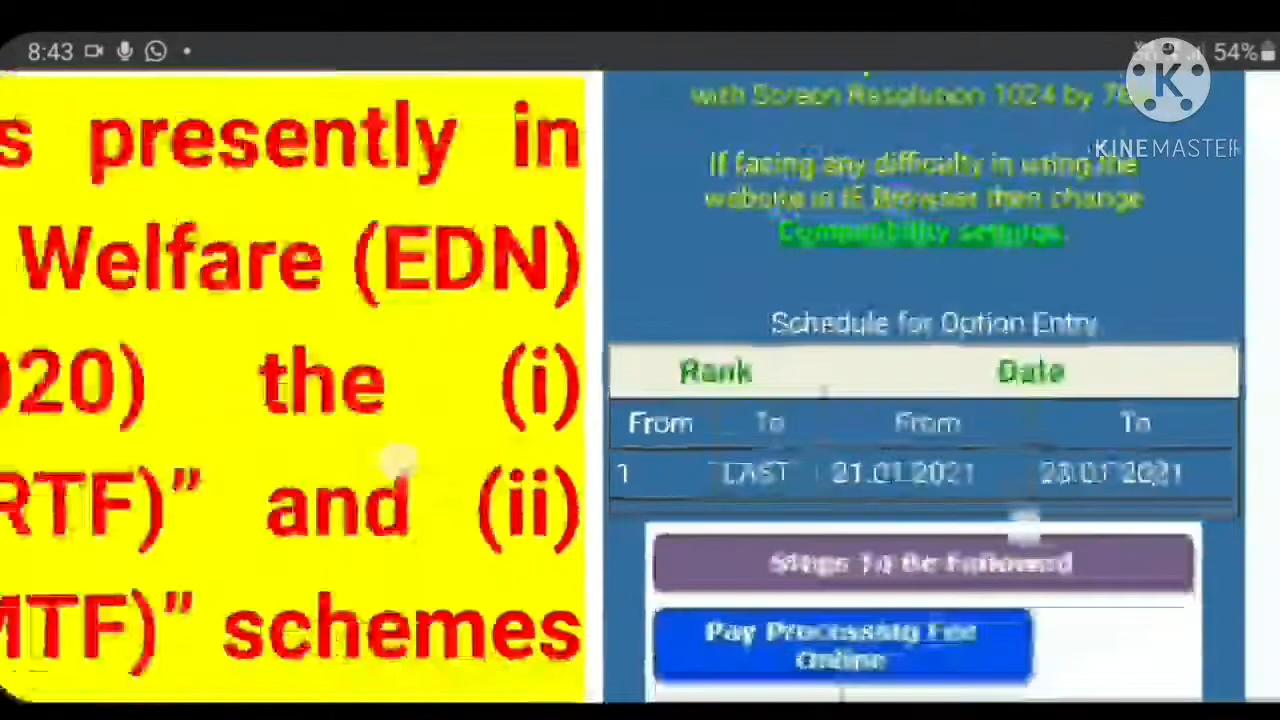 8:43
54%
K
KINEMASTER
s presently in
Welfare (EDN)
020) the (i)
RTF)” and (ii)
MTF)” schemes
with Screen Resolution 1024 by
If facing any difficulty in using the
website in IE Browser then change
Compatibility settings.
Schedule for Option Entry
Rank Date
From To From To
1 LAST 21.01.2021
Steps To Be Followed
Pay Processing Fee
Online